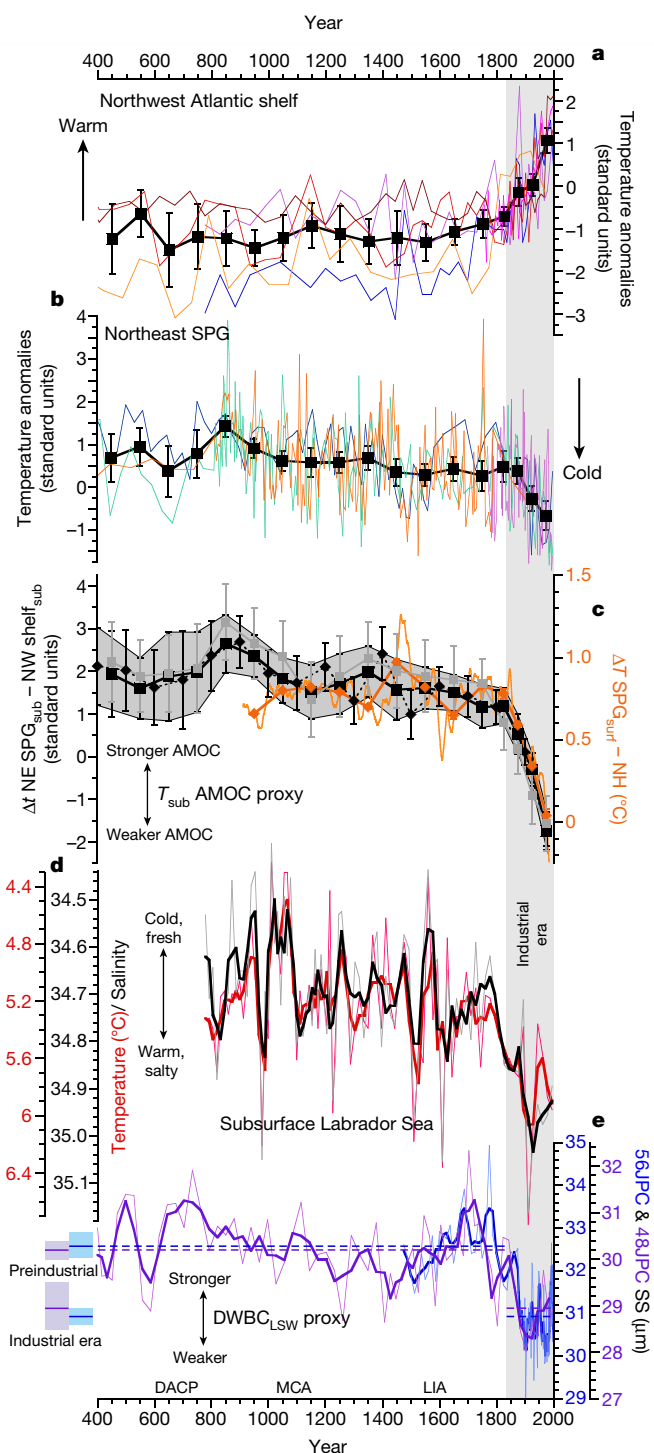 Year
400 600 800 1000 1200 1400 1600 1800 2000
a
Northwest Atlantic shelf
Warm
2
1
0
−1
−2
−3
Temperature anomalies
(standard units)
b
Northeast SPG
4
3
2
1
0
−1
Temperature anomalies
(standard units)
Cold
c
4
3
2
1
0
−1
−2
Δt NE SPGsub – NW shelfsub
(standard units)
1.5
1.0
0.5
0
ΔT SPGsurf – NH (°C)
Stronger AMOC
Tsub AMOC proxy
Weaker AMOC
d
4.4
4.8
5.2
5.6
6
6.4
34.5
34.6
34.7
34.8
34.9
35.0
35.1
Temperature (°C)/ Salinity
Cold,
fresh
Warm,
salty
Subsurface Labrador Sea
Industrial
era
e
35
34
33
32
31
30
29
32
31
30
29
28
27
56JPC & 48JPC SS (μm)
Preindustrial
Industrial era
Stronger
DWBCLSW proxy
Weaker
DACP MCA LIA
400 600 800 1000 1200 1400 1600 1800 2000
Year